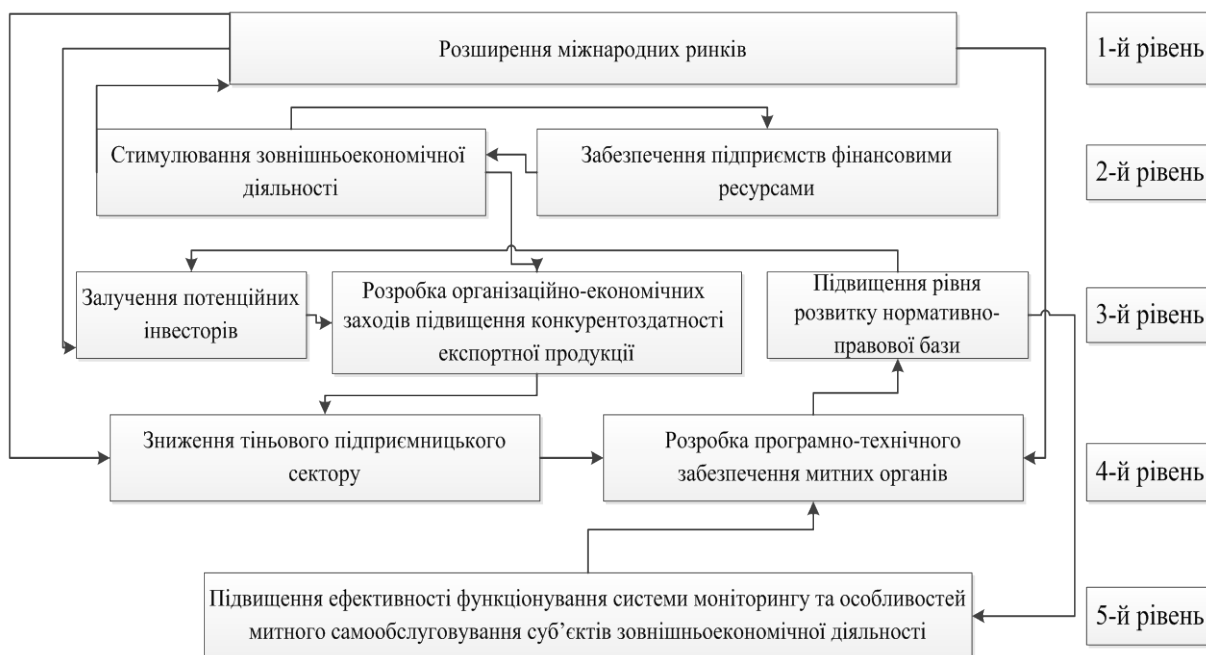 Розширення міжнародних ринків
1-й рівень
Стимулювання зовнішньоекономічної
діяльності
Забезпечення підприємств фінансовими
ресурсами
2-й рівень
Залучення потенційних
інвесторів
Розробка організаційно-економічних
заходів підвищення конкурентоздатності
експортної продукції
Підвищення рівня
розвитку нормативно-
правової бази
3-й рівень
Зниження тіньового підприємницького
сектору
Розробка програмно-технічного
забезпечення митних органів
4-й рівень
Підвищення ефективності функціонування системи моніторингу та особливостей
митного самообслуговування суб’єктів зовнішньоекономічної діяльності
5-й рівень